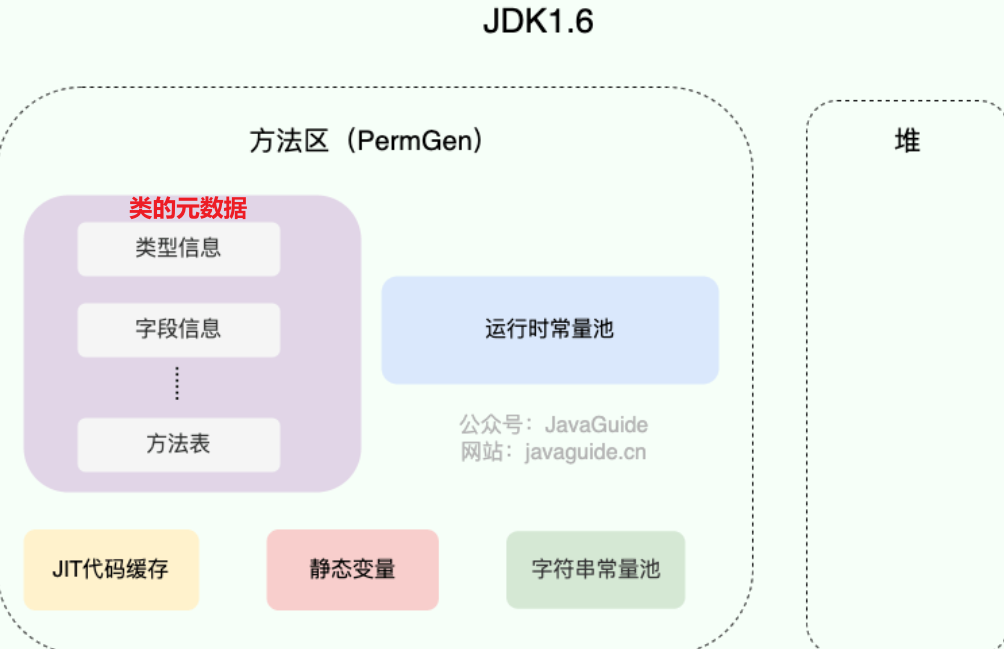 JDK1.6
方法区（PermGen）
堆
类的元数据
类型信息
字段信息
运行时常量池
方法表
公众号：JavaGuide
网站：javaguide.cn
JIT代码缓存
静态变量
字符串常量池